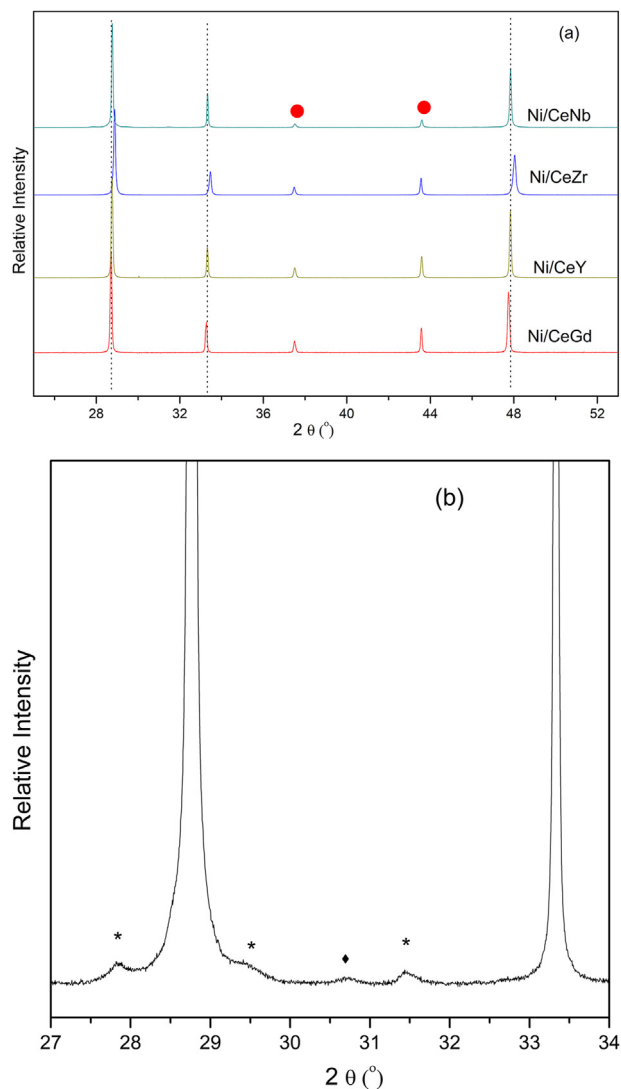 (a)
Relative Intensity
Ni/CeNb
Ni/CeZr
Ni/CeY
Ni/CeGd
28 32 36 40 44 48 52
2 θ (°)
(b)
Relative Intensity
* * ♦ *
27 28 29 30 31 32 33 34
2 θ (°)